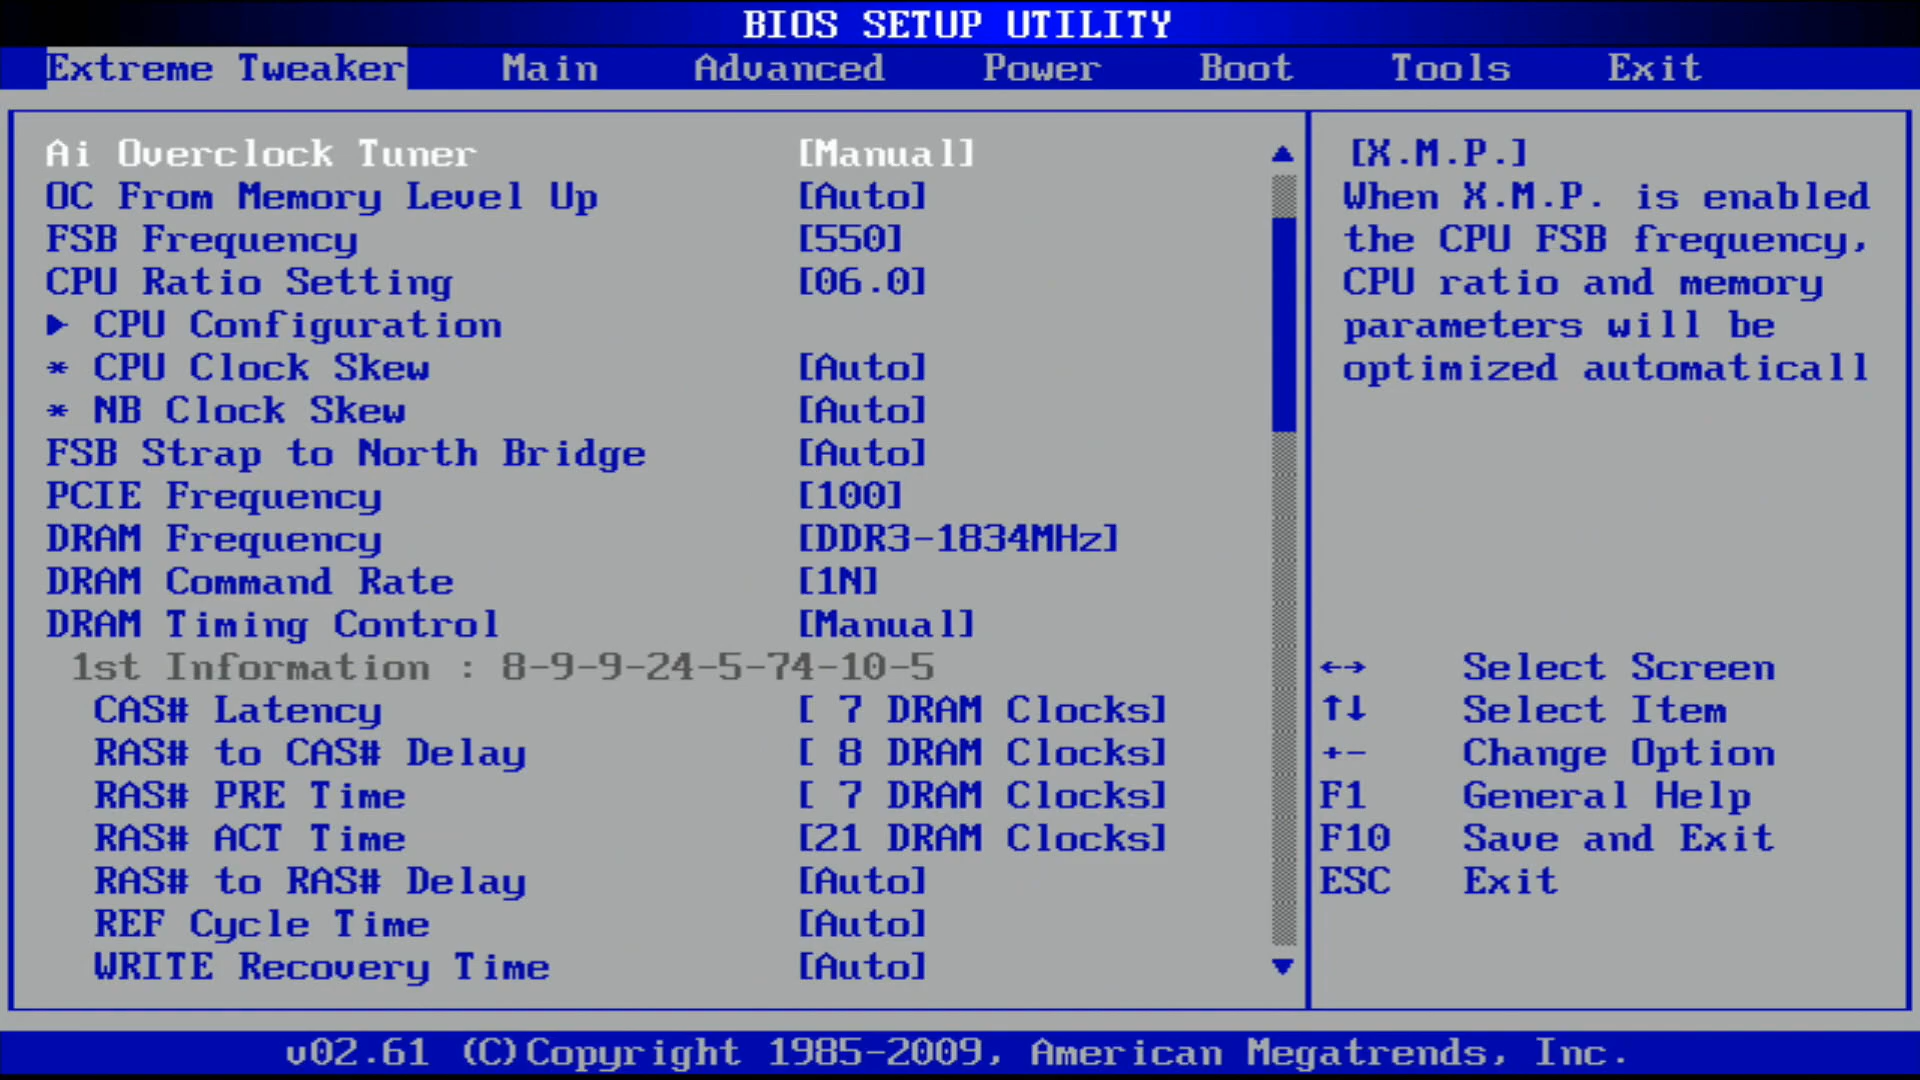 BIOS SETUP UTILITY
Extreme Tweaker Main Advanced Power Boot Tools Exit
Ai Overclock Tuner [Manual]
OC From Memory Level Up [Auto]
FSB Frequency [550]
CPU Ratio Setting [06.0]
▶ CPU Configuration
* CPU Clock Skew [Auto]
* NB Clock Skew [Auto]
FSB Strap to North Bridge [Auto]
PCIE Frequency [100]
DRAM Frequency [DDR3-1834MHz]
DRAM Command Rate [1N]
DRAM Timing Control [Manual]
1st Information : 8-9-9-24-5-74-10-5
CAS# Latency [ 7 DRAM Clocks]
RAS# to CAS# Delay [ 8 DRAM Clocks]
RAS# PRE Time [ 7 DRAM Clocks]
RAS# ACT Time [21 DRAM Clocks]
RAS# to RAS# Delay [Auto]
REF Cycle Time [Auto]
WRITE Recovery Time [Auto]
[X.M.P.]
When X.M.P. is enabled
the CPU FSB frequency,
CPU ratio and memory
parameters will be
optimized automaticall
←→ Select Screen
↑↓ Select Item
+- Change Option
F1 General Help
F10 Save and Exit
ESC Exit
v02.61 (C)Copyright 1985-2009, American Megatrends, Inc.